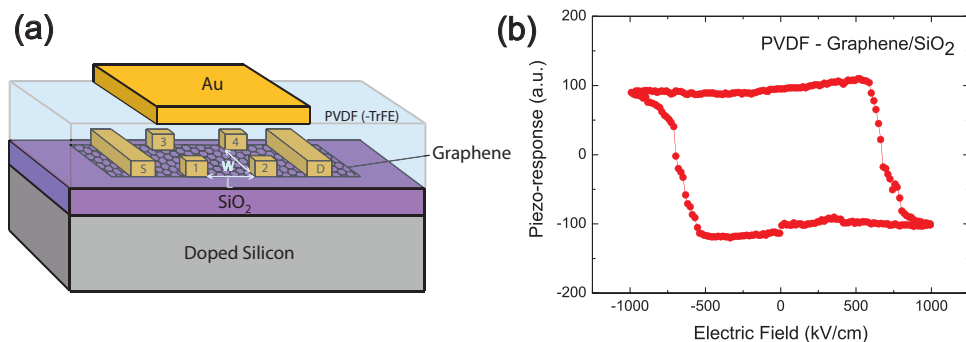 (a)
Au
PVDF (-TrFE)
3
4
Graphene
S
1
W
2
D
L
SiO2
Doped Silicon
(b)
PVDF - Graphene/SiO2
Piezo-response (a.u.)
200
100
0
-100
-200
-1000
-500
0
500
1000
Electric Field (kV/cm)